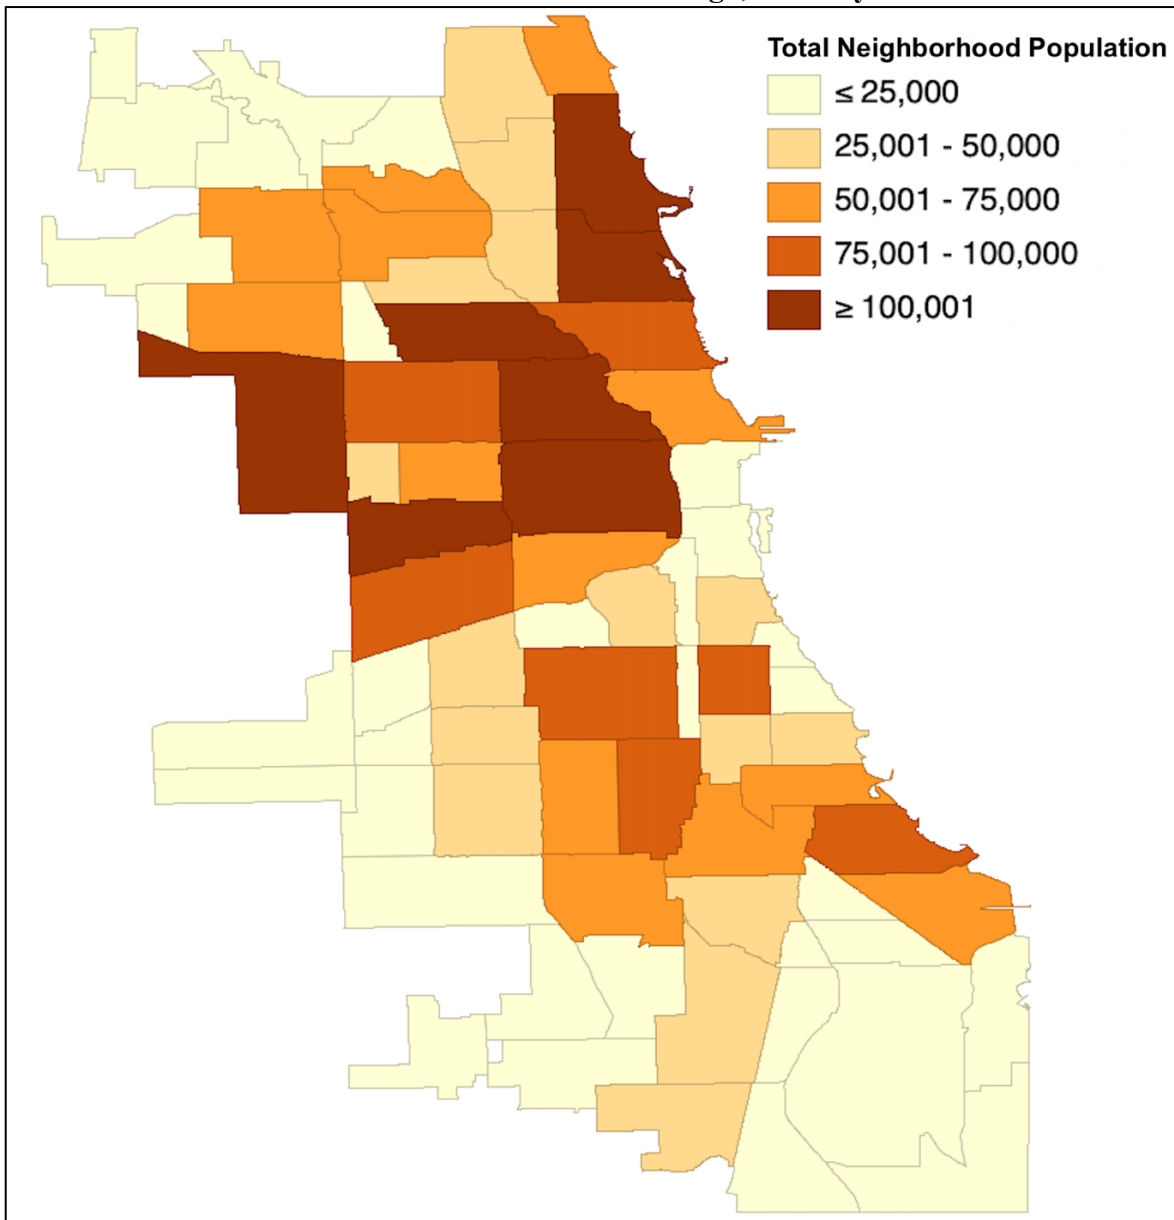 Total Neighborhood Population
≤ 25,000
25,001 - 50,000
50,001 - 75,000
75,001 - 100,000
≥ 100,001